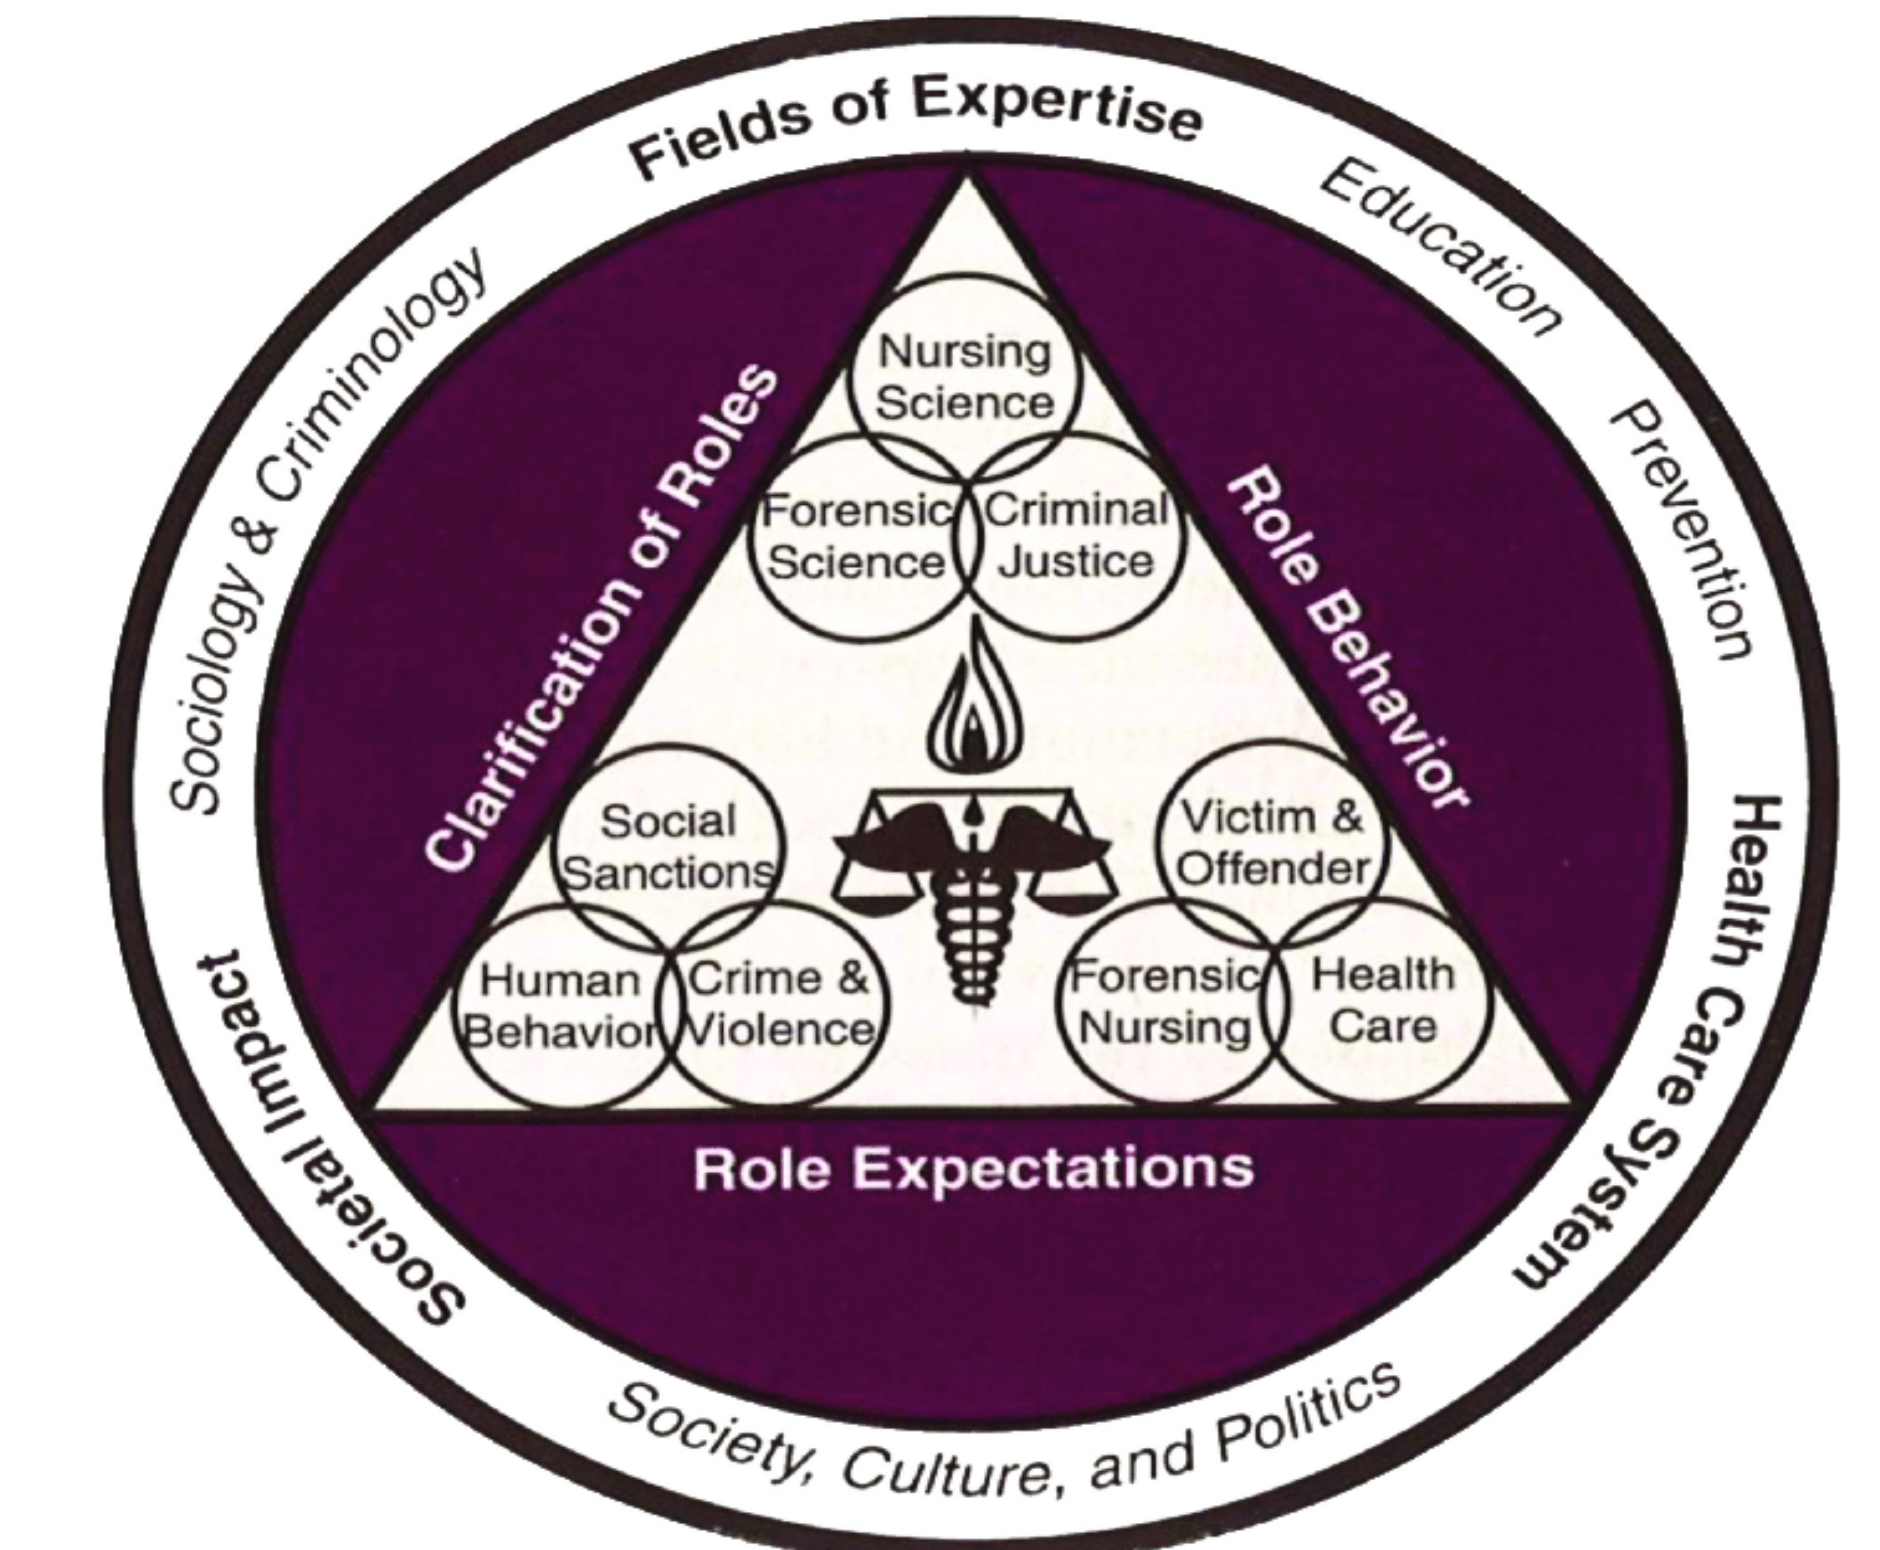 Fields of Expertise
Education
Prevention
Health Care System
Society, Culture, and Politics
Societal Impact
Sociology & Criminology
Clarification of Roles
Role Behavior
Nursing
Science
Forensic
Science
Criminal
Justice
Social
Sanctions
Human
Behavior
Crime &
Violence
Victim &
Offender
Forensic
Nursing
Health
Care
Role Expectations